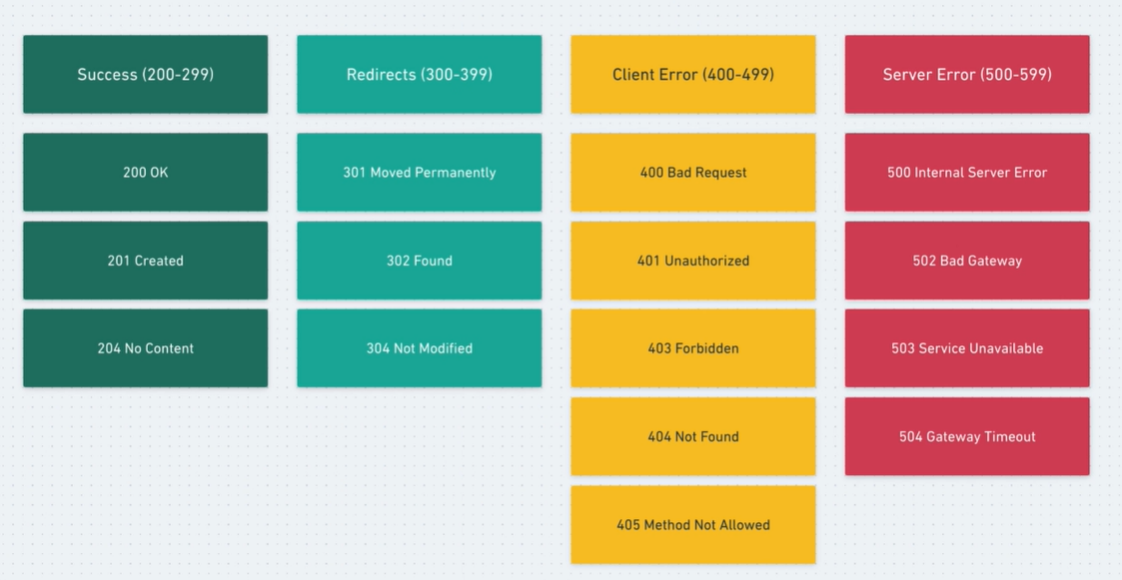 Success (200-299)
200 OK
201 Created
204 No Content
Redirects (300-399)
301 Moved Permanently
302 Found
304 Not Modified
Client Error (400-499)
400 Bad Request
401 Unauthorized
403 Forbidden
404 Not Found
405 Method Not Allowed
Server Error (500-599)
500 Internal Server Error
502 Bad Gateway
503 Service Unavailable
504 Gateway Timeout